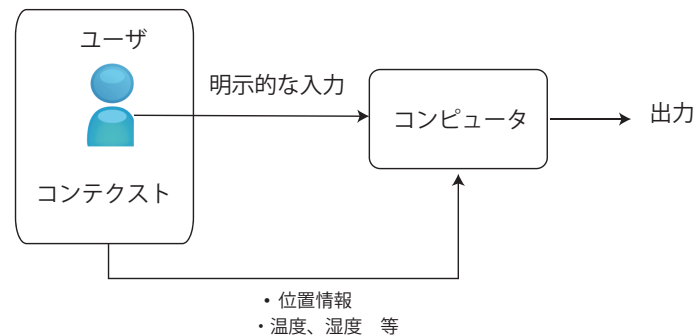 ユーザ
明示的な入力
コンピュータ
出力
コンテクスト
・位置情報
・温度、湿度　等